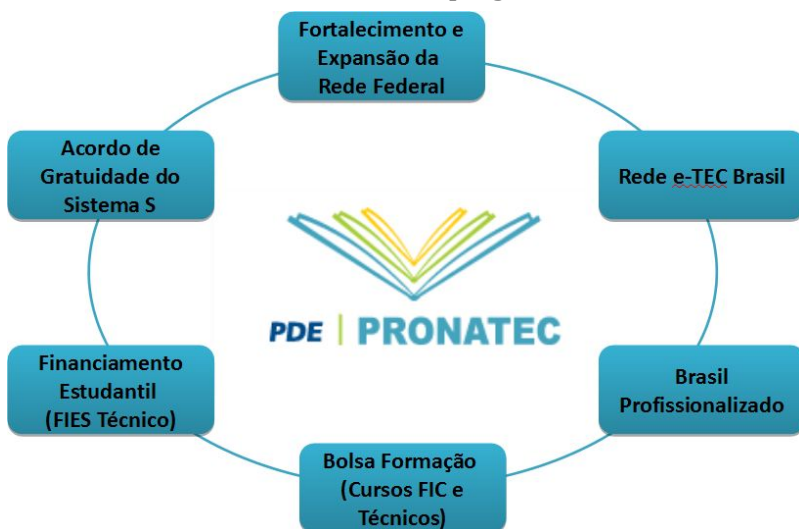 Fortalecimento e
Expansão da
Rede Federal
Acordo de
Gratuidade do
Sistema S
Rede e-TEC Brasil
PDE | PRONATEC
Financiamento
Estudantil
(FIES Técnico)
Brasil
Profissionalizado
Bolsa Formação
(Cursos FIC e
Técnicos)